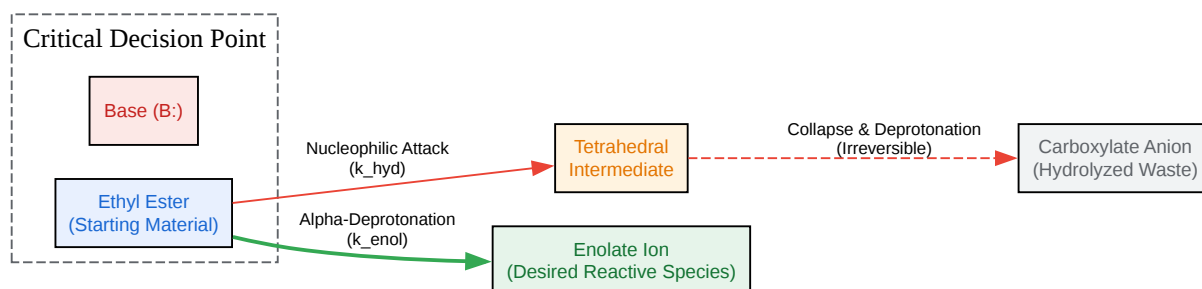 Critical Decision Point
Base (B:)
Ethyl Ester
(Starting Material)
Nucleophilic Attack
(k_hyd)
Alpha-Deprotonation
(k_enol)
Tetrahedral
Intermediate
Enolate Ion
(Desired Reactive Species)
Collapse & Deprotonation
(Irreversible)
Carboxylate Anion
(Hydrolyzed Waste)